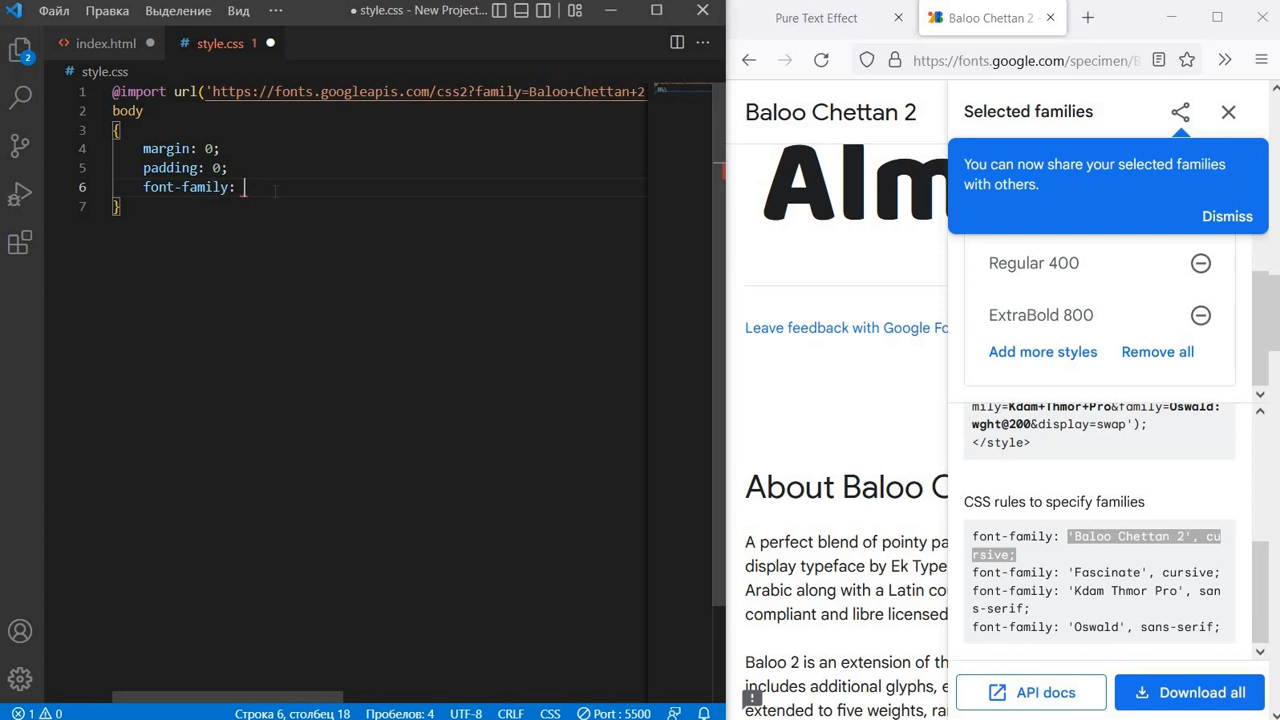 Файл Правка Выделение Вид ··· ● style.css - New Project...
index.html ●
style.css 1 ●
style.css
1 @import url('https://fonts.googleapis.com/css2?family=Baloo+Chettan+2
2 body
3 {
4 margin: 0;
5 padding: 0;
6 font-family:
7 }
2
1 0
Строка 6, столбец 18
Пробелов: 4
UTF-8
CRLF
CSS
Port : 5500
Pure Text Effect
Baloo Chettan 2 -
https://fonts.google.com/specimen/B
Baloo Chettan 2
Alm
Leave feedback with Google Fo
About Baloo C
A perfect blend of pointy pa
display typeface by Ek Type
Arabic along with a Latin co
compliant and libre licensed
Baloo 2 is an extension of th
includes additional glyphs, e
extended to five weights, ra
Selected families
You can now share your selected families
with others.
Dismiss
Regular 400
ExtraBold 800
Add more styles
Remove all
mily=Kdam+Thmor+Pro&family=Oswald:
wght@200&display=swap');
</style>
CSS rules to specify families
font-family: 'Baloo Chettan 2', cu
rsive;
font-family: 'Fascinate', cursive;
font-family: 'Kdam Thmor Pro', san
s-serif;
font-family: 'Oswald', sans-serif;
API docs
Download all